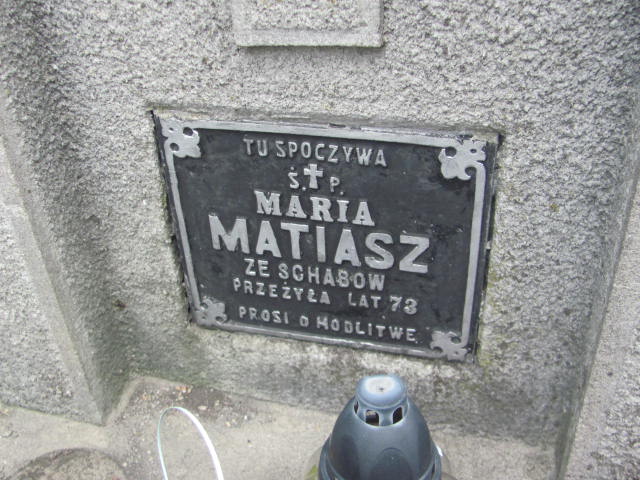 TU SPOCZYWA
Ś. ✝ P.
MARIA
MATIASZ
ZE SCHABOW
PRZEŻYŁA LAT 73
PROSI O MODLITWĘ